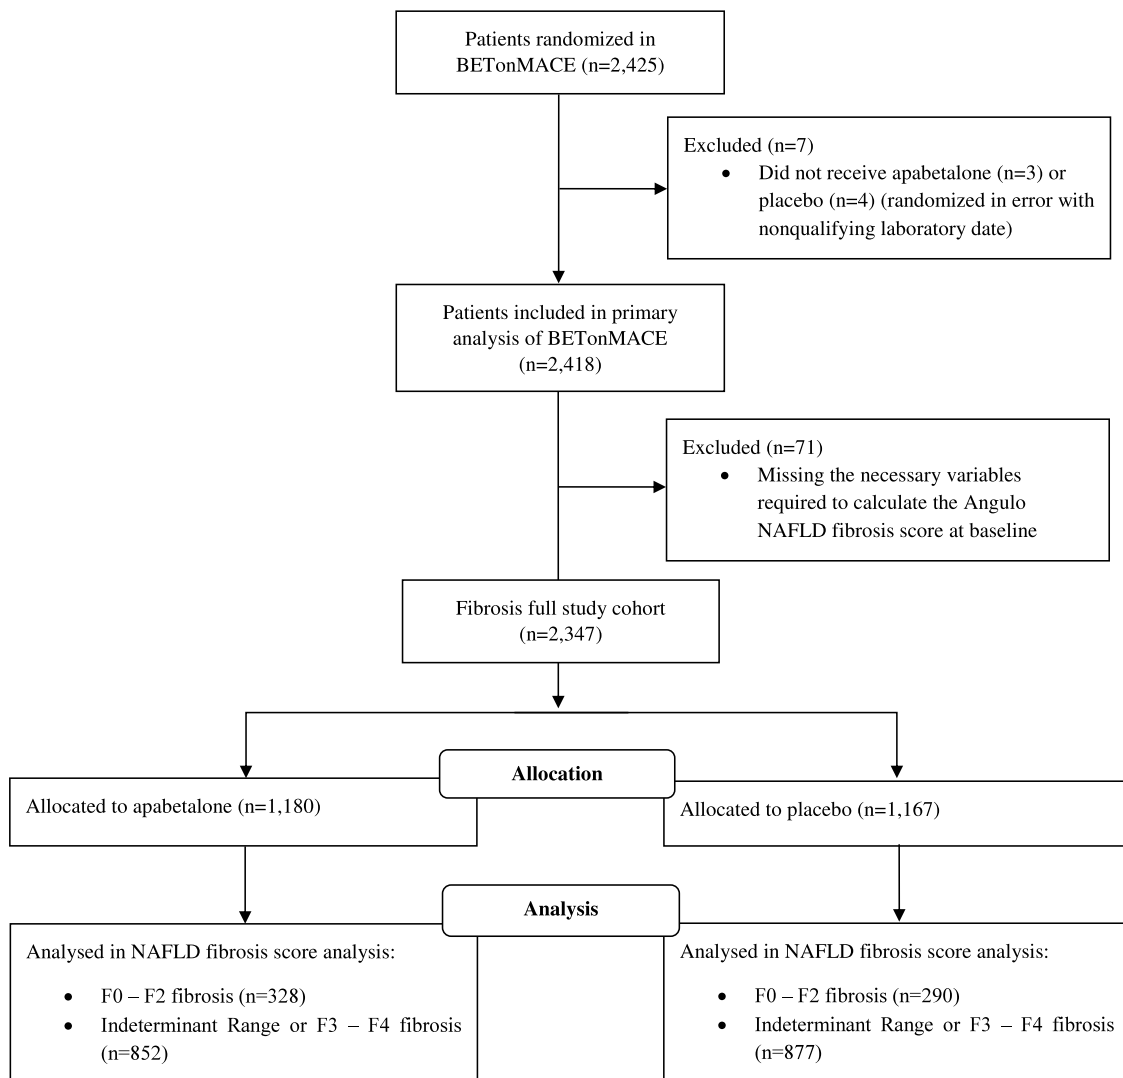 Patients randomized in
BETonMACE (n=2,425)
Excluded (n=7)
• Did not receive apabetalone (n=3) or
placebo (n=4) (randomized in error with
nonqualifying laboratory date)
Patients included in primary
analysis of BETonMACE
(n=2,418)
Excluded (n=71)
• Missing the necessary variables
required to calculate the Angulo
NAFLD fibrosis score at baseline
Fibrosis full study cohort
(n=2,347)
Allocation
Allocated to apabetalone (n=1,180)
Allocated to placebo (n=1,167)
Analysis
Analysed in NAFLD fibrosis score analysis:
• F0 – F2 fibrosis (n=328)
• Indeterminant Range or F3 – F4 fibrosis
(n=852)
Analysed in NAFLD fibrosis score analysis:
• F0 – F2 fibrosis (n=290)
• Indeterminant Range or F3 – F4 fibrosis
(n=877)